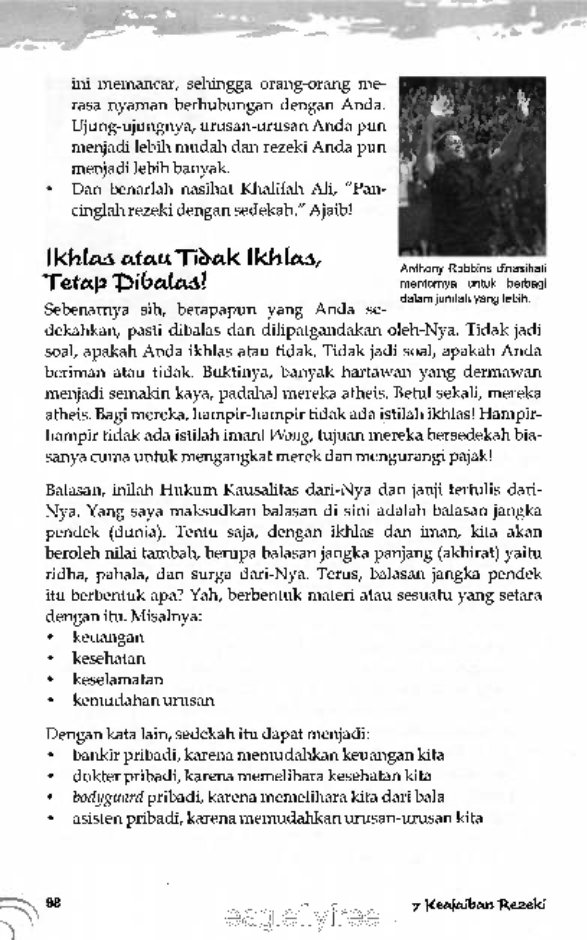 ini memancar, sehingga orang-orang me-
rasa nyaman berhubungan dengan Anda.
Ujung-ujungnya, urusan-urusan Anda pun
menjadi lebih mudah dan rezeki Anda pun
menjadi lebih banyak.
• Dan benarlah nasihat Khalifah Ali, “Pan-
cinglah rezeki dengan sedekah.” Ajaib!
Anthony Robbins dinasihati
mentornya untuk berbagi
dalam jumlah yang lebih.
Ikhlas atau Tidak Ikhlas,
Tetap Dibalas!
Sebenarnya sih, berapapun yang Anda se-
dekahkan, pasti dibalas dan dilipatgandakan oleh-Nya. Tidak jadi
soal, apakah Anda ikhlas atau tidak. Tidak jadi soal, apakah Anda
beriman atau tidak. Buktinya, banyak hartawan yang dermawan
menjadi semakin kaya, padahal mereka atheis. Betul sekali, mereka
atheis. Bagi mereka, hampir-hampir tidak ada istilah ikhlas! Hampir-
hampir tidak ada istilah iman! Wong, tujuan mereka bersedekah bia-
sanya cuma untuk mengangkat merek dan mengurangi pajak!
Balasan, inilah Hukum Kausalitas dari-Nya dan janji tertulis dari-
Nya. Yang saya maksudkan balasan di sini adalah balasan jangka
pendek (dunia). Tentu saja, dengan ikhlas dan iman, kita akan
beroleh nilai tambah, berupa balasan jangka panjang (akhirat) yaitu
ridha, pahala, dan surga dari-Nya. Terus, balasan jangka pendek
itu berbentuk apa? Yah, berbentuk materi atau sesuatu yang setara
dengan itu. Misalnya:
• keuangan
• kesehatan
• keselamatan
• kemudahan urusan
Dengan kata lain, sedekah itu dapat menjadi:
• bankir pribadi, karena memudahkan keuangan kita
• dokter pribadi, karena memelihara kesehatan kita
• bodyguard pribadi, karena memelihara kita dari bala
• asisten pribadi, karena memudahkan urusan-urusan kita
98
7 Keajaiban Rezeki
eagleflyfree